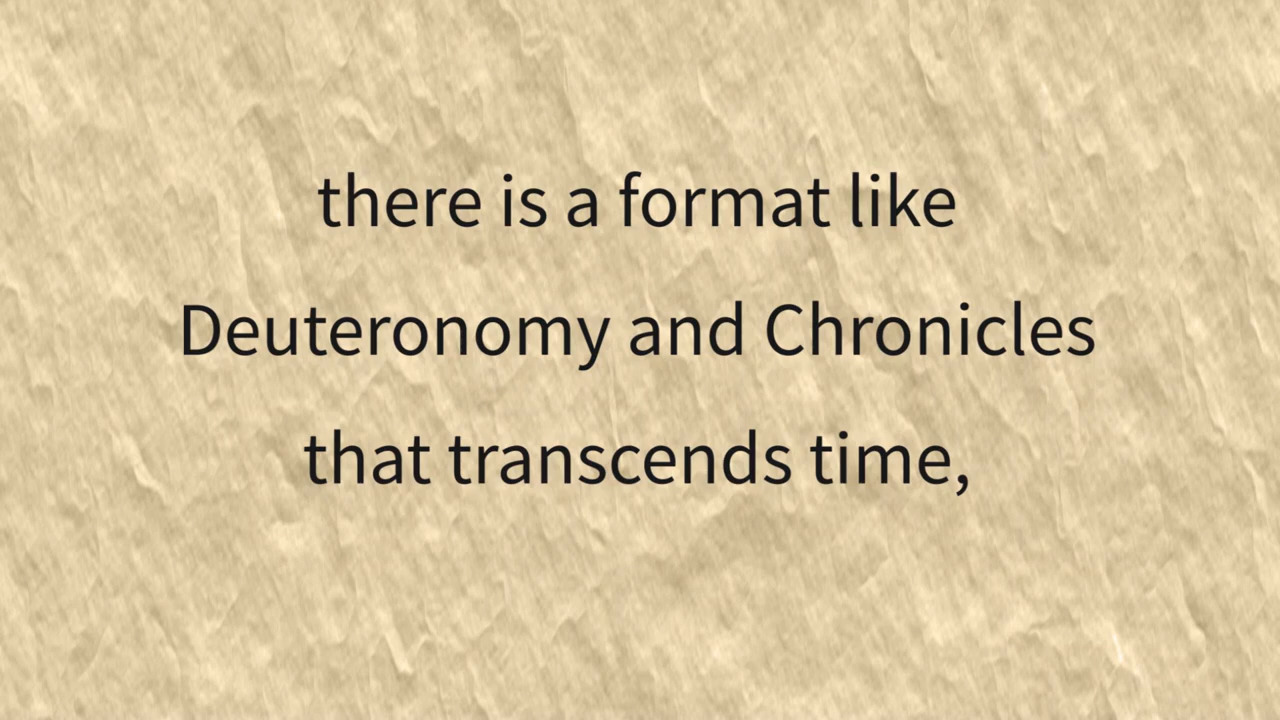 there is a format like
Deuteronomy and Chronicles
that transcends time,